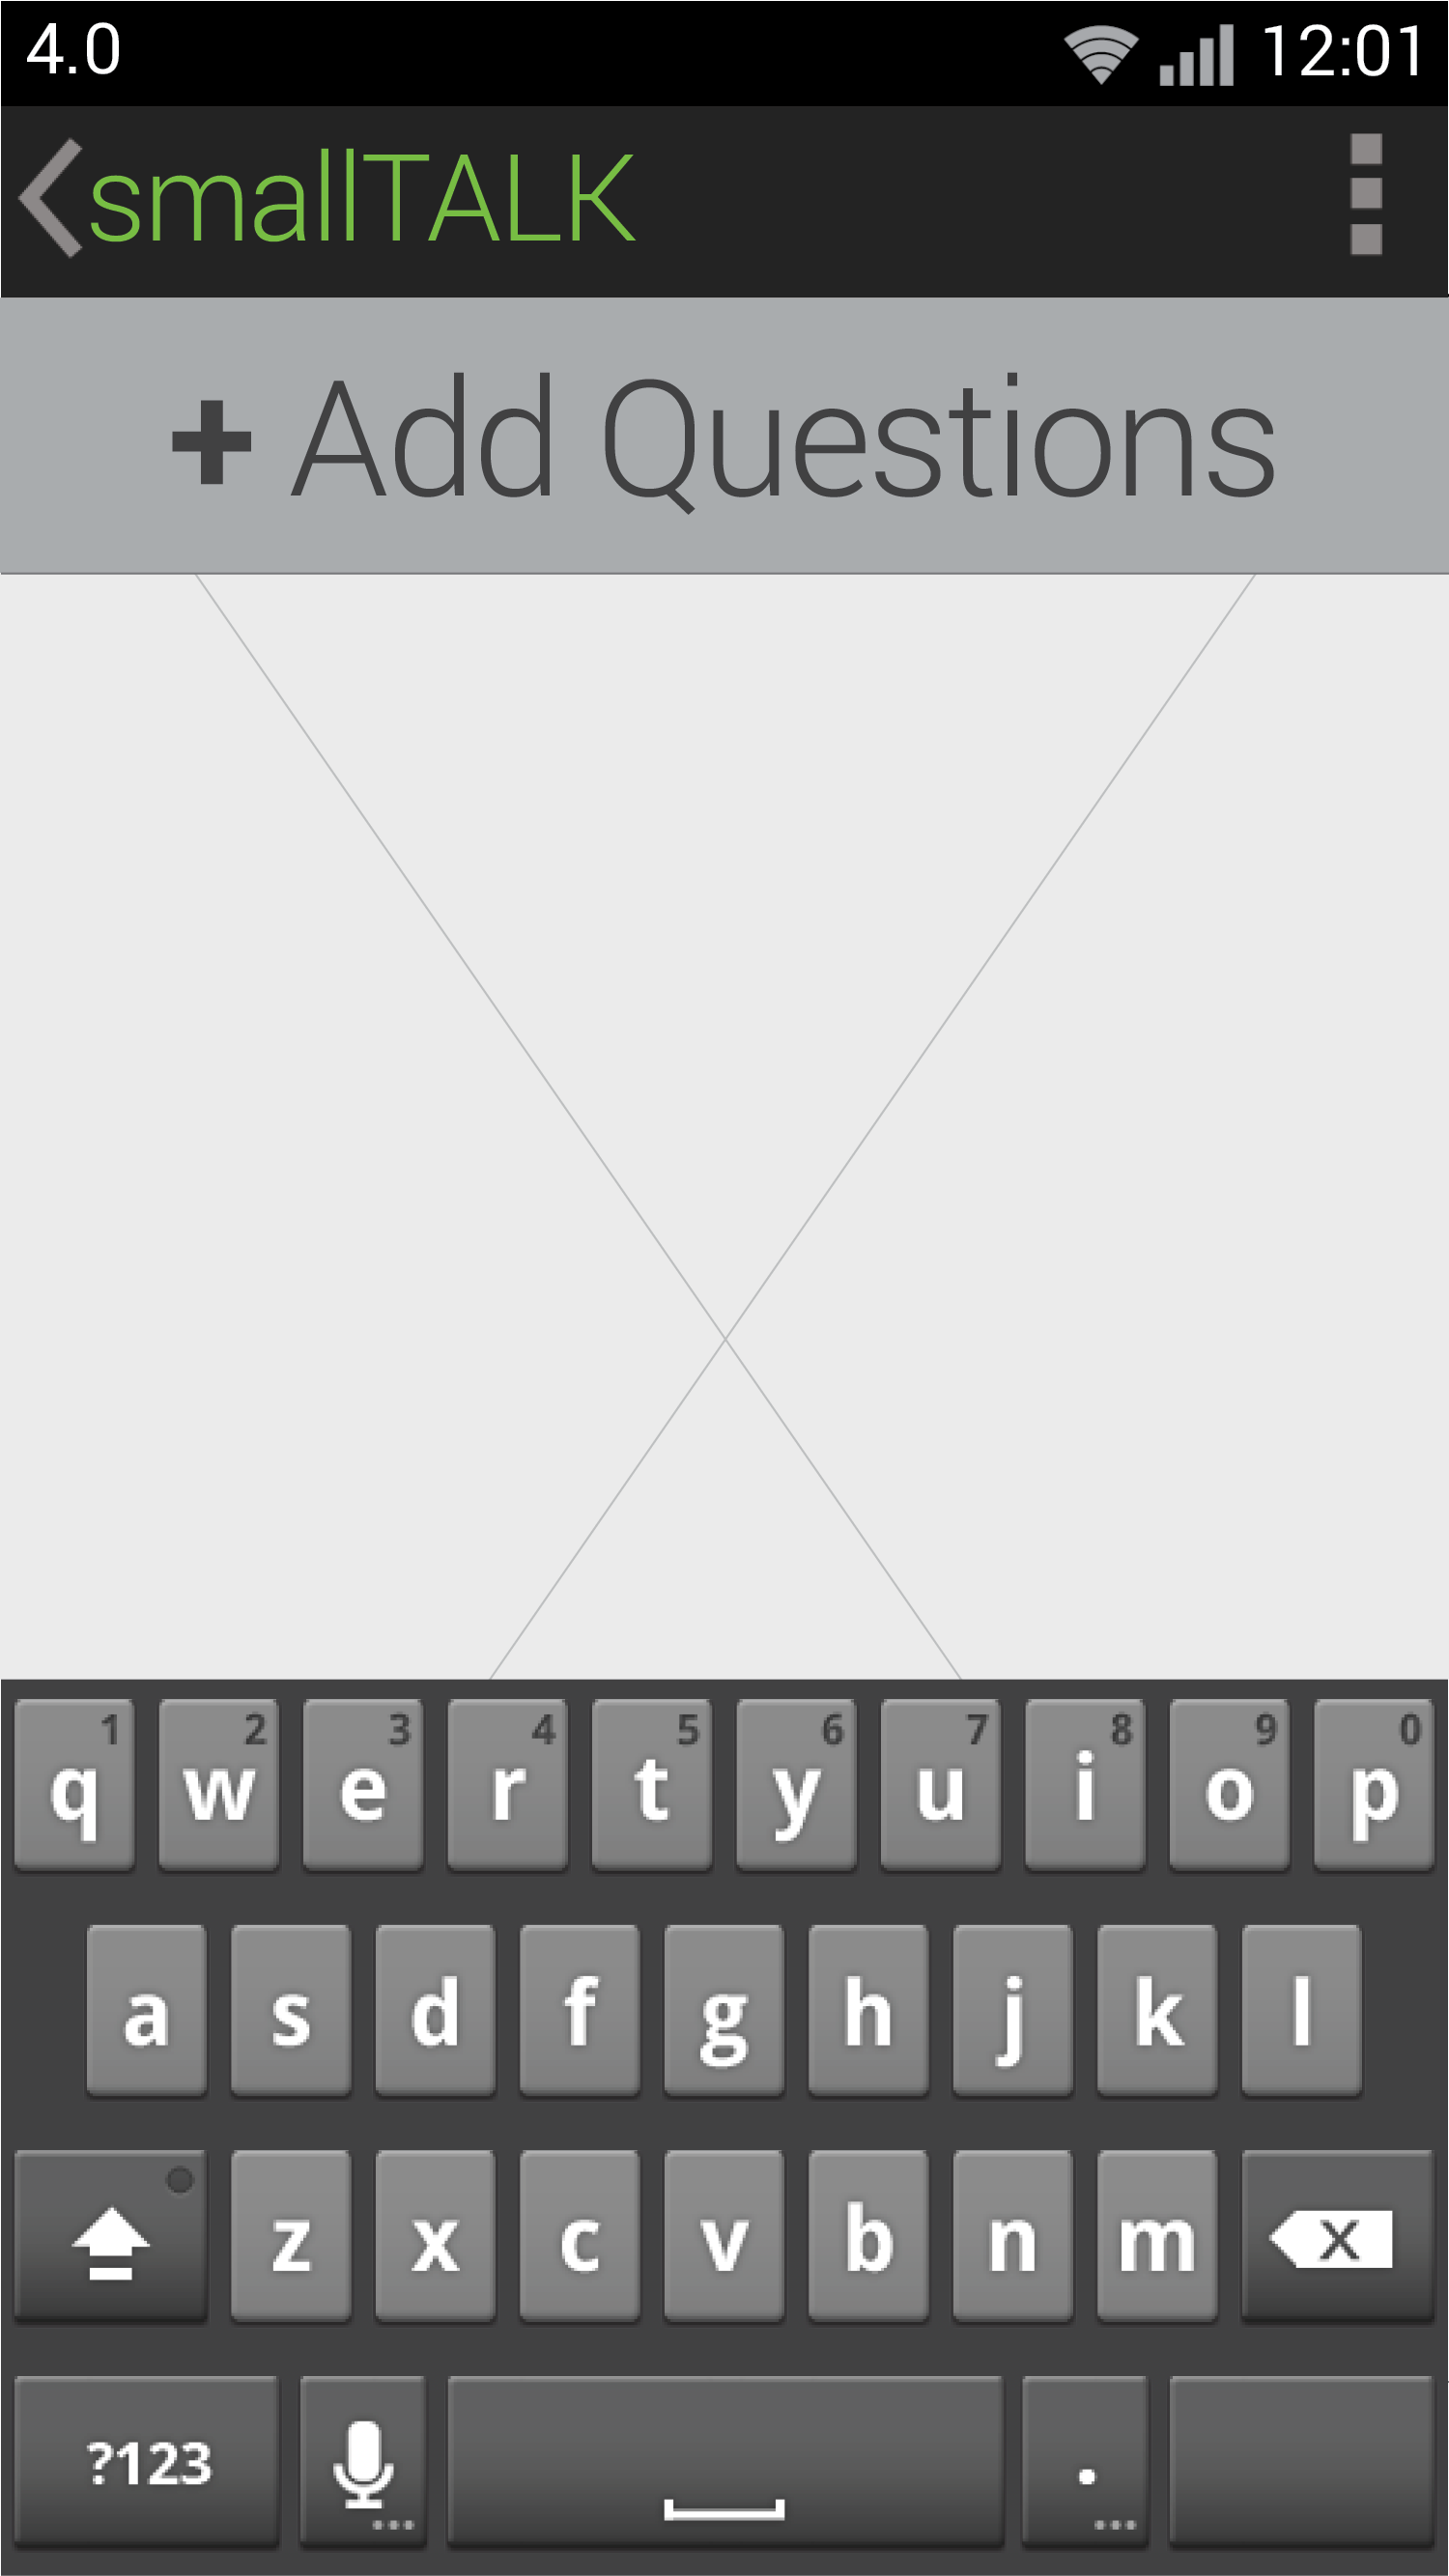 4.0 12:01
smallTALK
+ Add Questions
1 2 3 4 5 6 7 8 9 0
q w e r t y u i o p
a s d f g h j k l
z x c v b n m x
?123 .